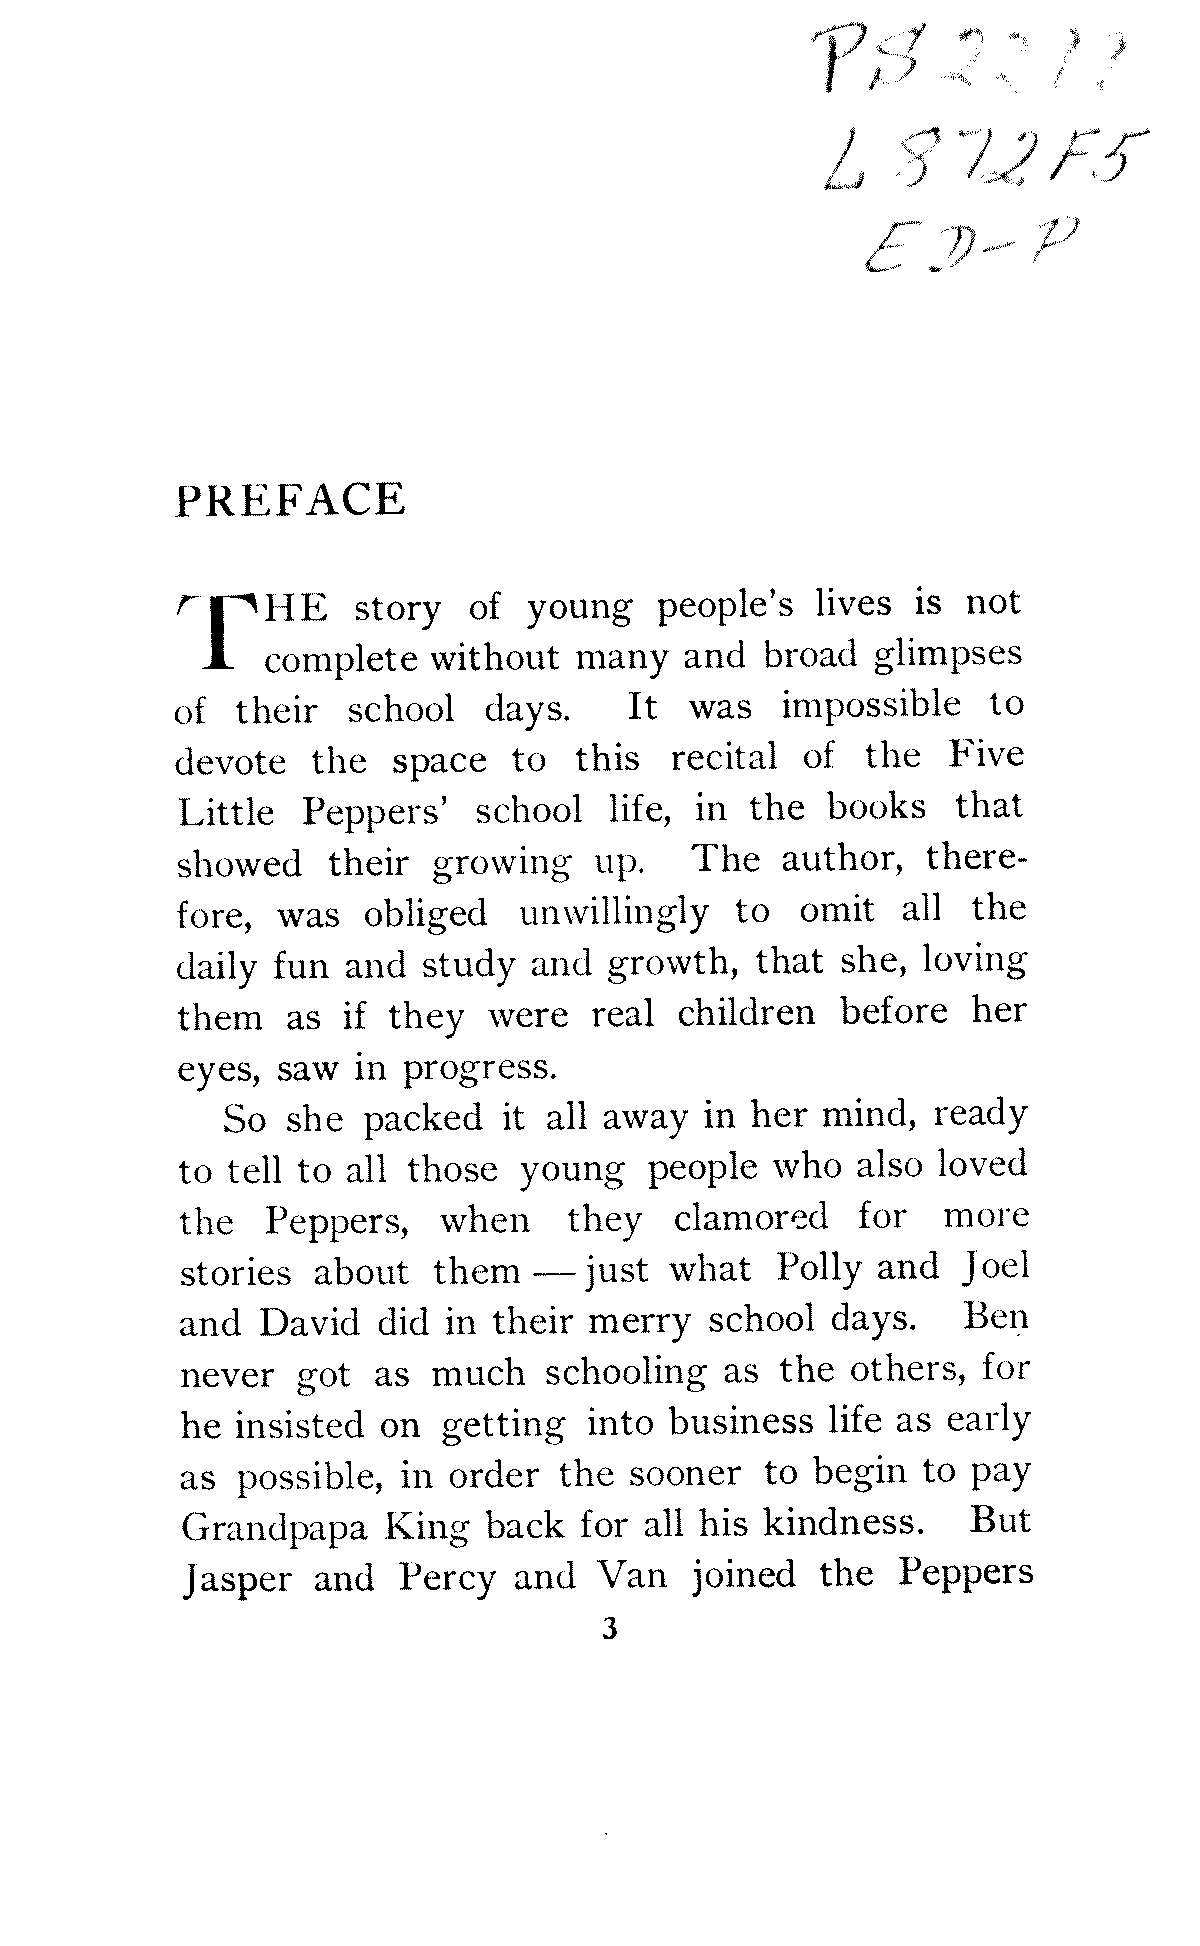 L872F5
ED-P
PREFACE
THE story of young people's lives is not
complete without many and broad glimpses
of their school days. It was impossible to
devote the space to this recital of the Five
Little Peppers' school life, in the books that
showed their growing up. The author, there-
fore, was obliged unwillingly to omit all the
daily fun and study and growth, that she, loving
them as if they were real children before her
eyes, saw in progress.
So she packed it all away in her mind, ready
to tell to all those young people who also loved
the Peppers, when they clamored for more
stories about them — just what Polly and Joel
and David did in their merry school days. Ben
never got as much schooling as the others, for
he insisted on getting into business life as early
as possible, in order the sooner to begin to pay
Grandpapa King back for all his kindness. But
Jasper and Percy and Van joined the Peppers
3